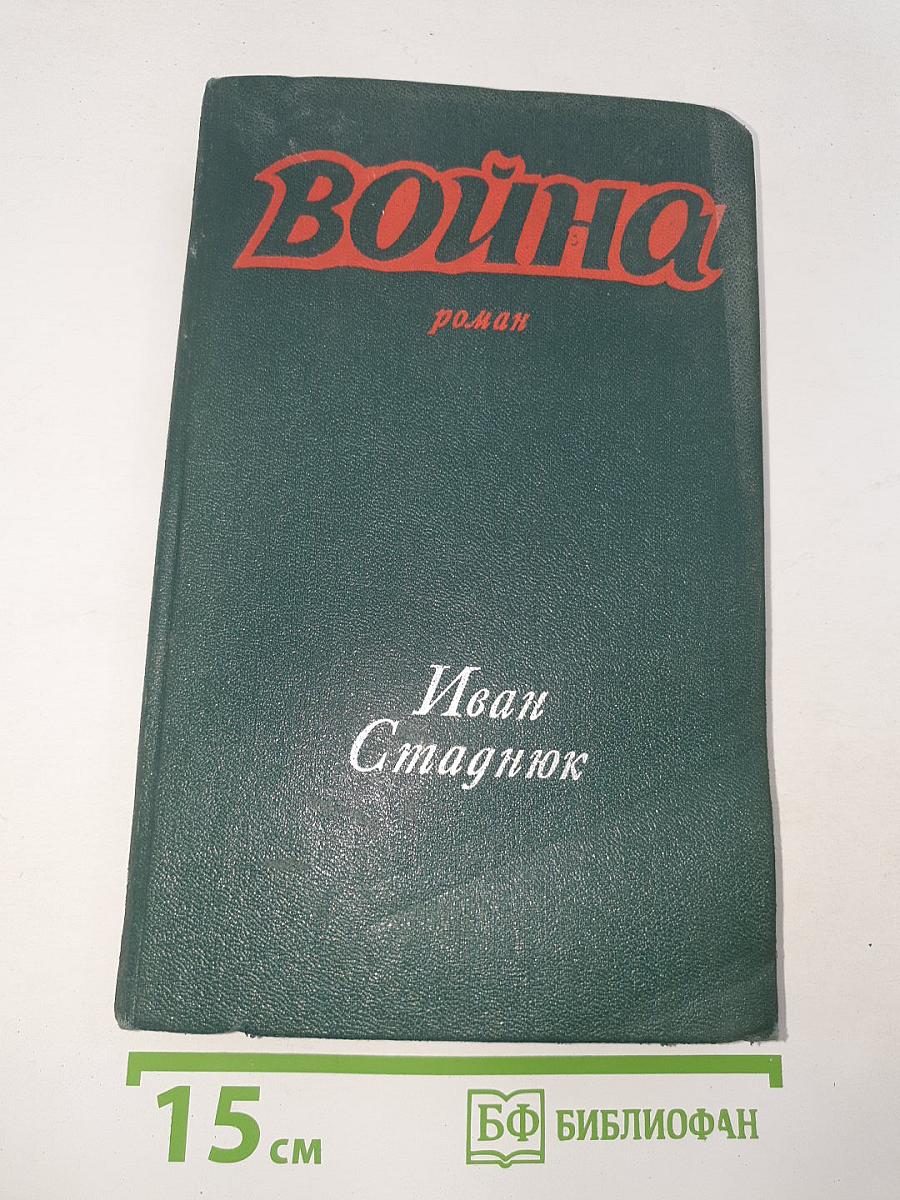 ВОЙНА
роман
Иван
Стаднюк
15 см
БФ БИБЛИОФАН